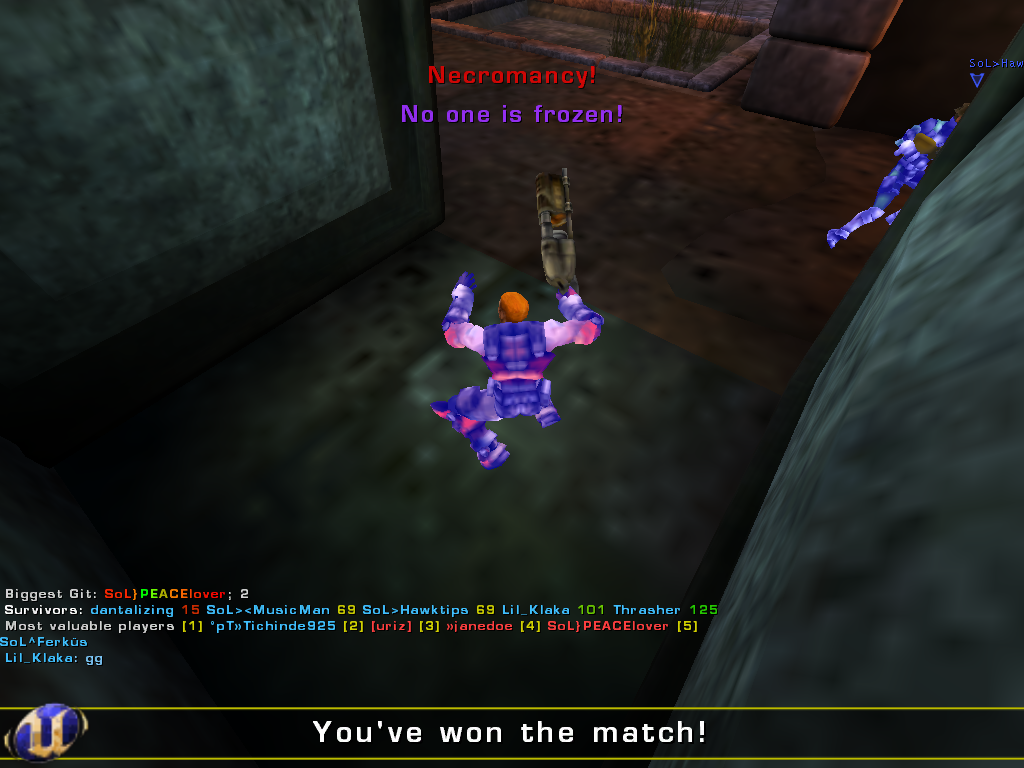 Necromancy!
SoL>Haw
No one is frozen!
Biggest Git: SoL}PEACElover; 2
Survivors: dantalizing 15 SoL><MusicMan 69 SoL>Hawktips 69 Lil_Klaka 101 Thrasher 125
Most valuable players [1] °pT»Tichinde925 [2] [uriz] [3] »janedoe [4] SoL}PEACElover [5]
SoL^Ferküs
Lil_Klaka: gg
You've won the match!